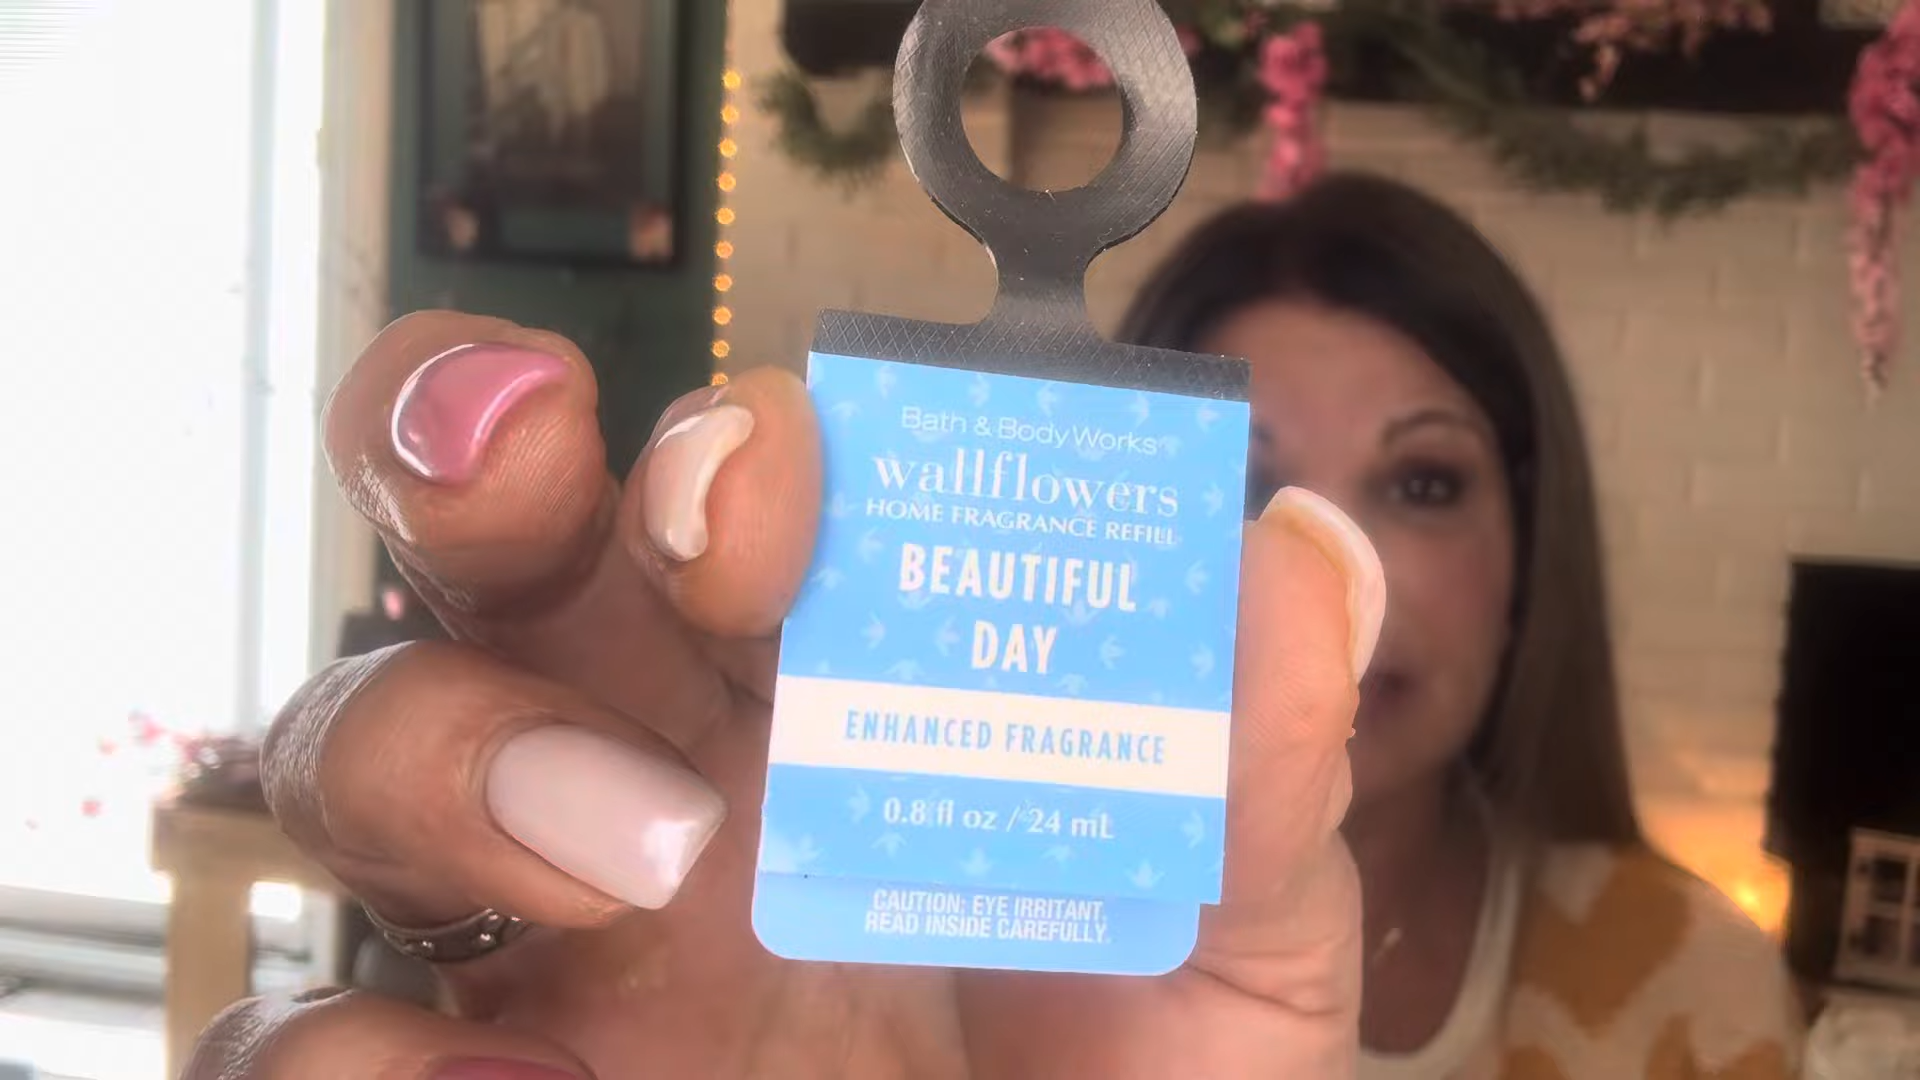 Bath & Body Works
wallflowers
HOME FRAGRANCE REFILL
BEAUTIFUL
DAY
ENHANCED FRAGRANCE
0.8 fl oz / 24 mL
CAUTION: EYE IRRITANT.
READ INSIDE CAREFULLY.